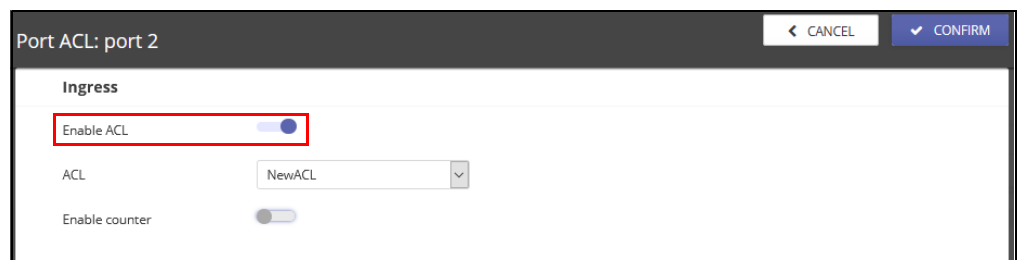 Port ACL: port 2
CANCEL
CONFIRM
Ingress
Enable ACL
ACL
NewACL
Enable counter